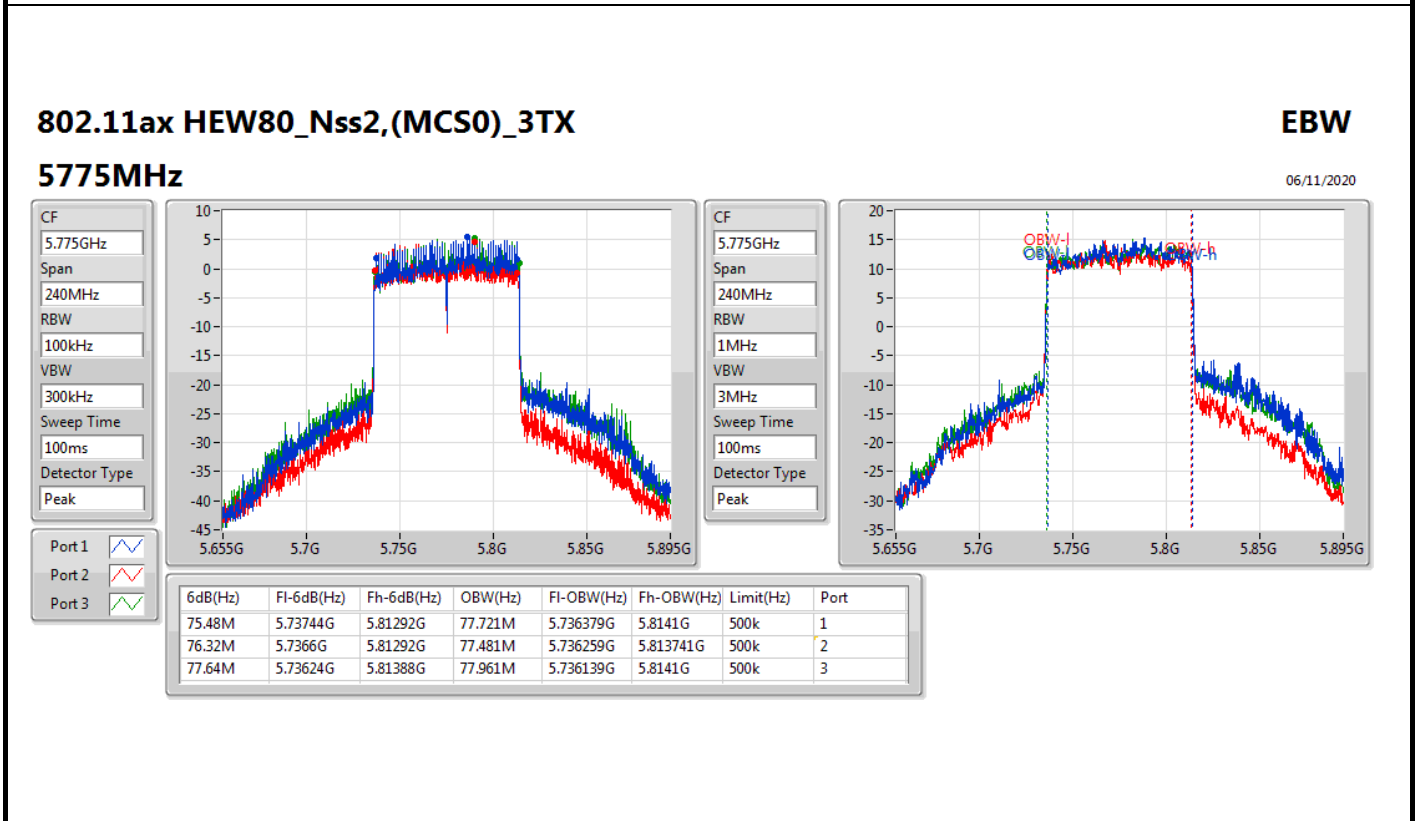 802.11ax HEW80_Nss2,(MCS0)_3TX
EBW
5775MHz
06/11/2020
CF
5.775GHz
Span
240MHz
RBW
100kHz
VBW
300kHz
Sweep Time
100ms
Detector Type
Peak
10
5
0
-5
-10
-15
-20
-25
-30
-35
-40
-45
5.655G 5.7G 5.75G 5.8G 5.85G 5.895G
CF
5.775GHz
Span
240MHz
RBW
1MHz
VBW
3MHz
Sweep Time
100ms
Detector Type
Peak
20
15
10
5
0
-5
-10
-15
-20
-25
-30
-35
OBW-l
5.655G 5.7G 5.75G 5.8G 5.85G 5.895G
Port 1
Port 2
Port 3
6dB(Hz) Fl-6dB(Hz) Fh-6dB(Hz) OBW(Hz) Fl-OBW(Hz) Fh-OBW(Hz) Limit(Hz) Port
75.48M 5.73744G 5.81292G 77.721M 5.736379G 5.8141G 500k 1
76.32M 5.7366G 5.81292G 77.481M 5.736259G 5.813741G 500k 2
77.64M 5.73624G 5.81388G 77.961M 5.736139G 5.8141G 500k 3